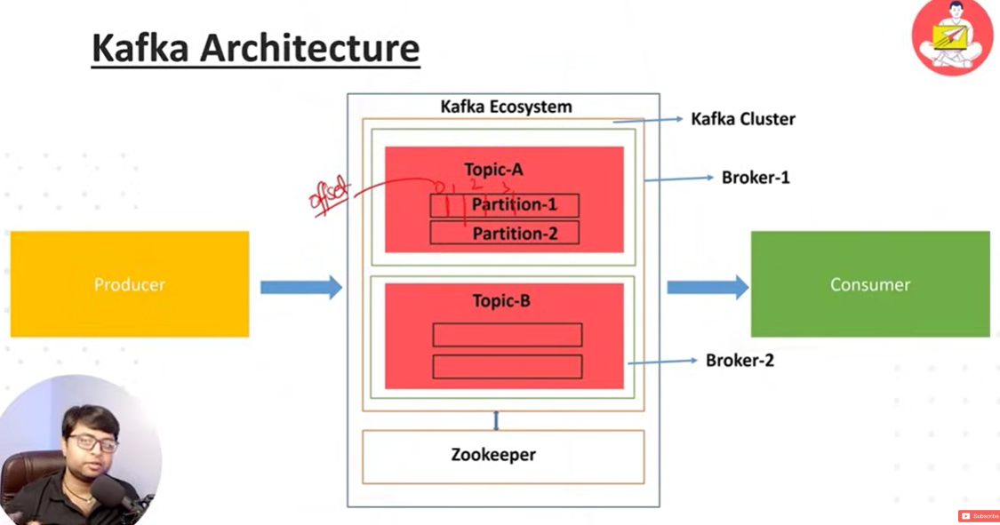 Kafka Architecture
Kafka Ecosystem
Kafka Cluster
Topic-A
Broker-1
offset
0 1 2 3
Partition-1
Partition-2
Producer
Consumer
Topic-B
Broker-2
Zookeeper
Subscribe